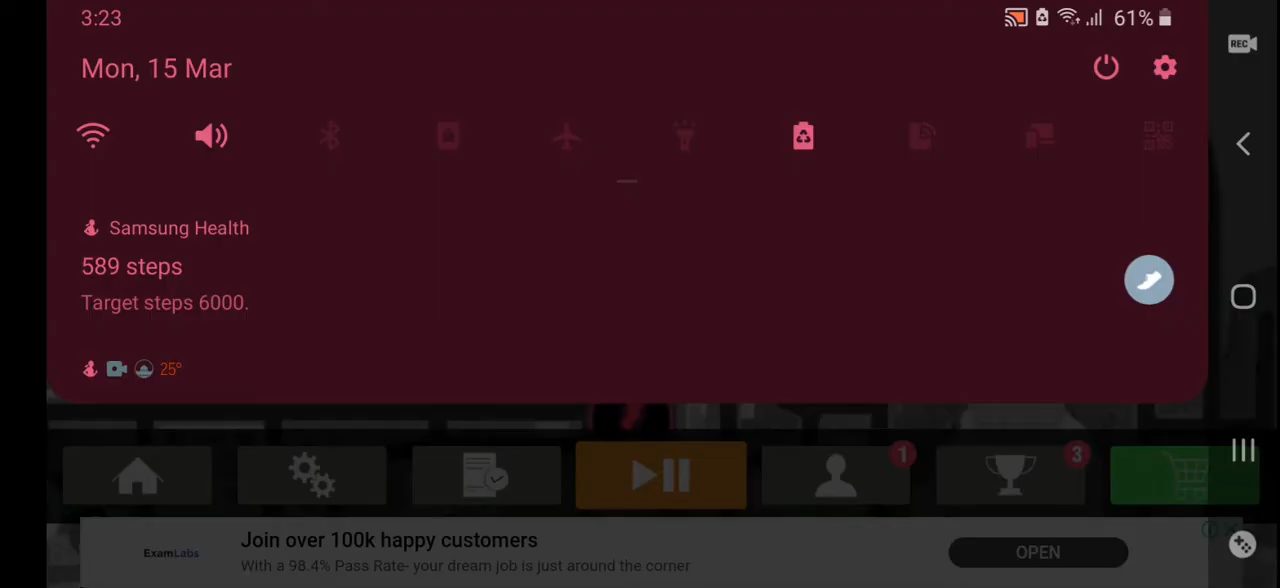 3:23
61%
REC
Mon, 15 Mar
Samsung Health
589 steps
Target steps 6000.
25°
1
3
ExamLabs
Join over 100k happy customers
With a 98.4% Pass Rate- your dream job is just around the corner
OPEN